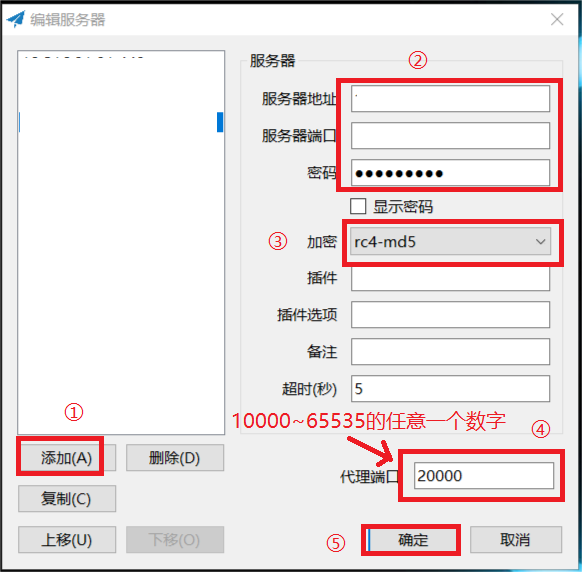 编辑服务器
服务器
②
服务器地址
服务器端口
密码 ●●●●●●●●●
显示密码
③ 加密 rc4-md5
插件
插件选项
备注
超时(秒) 5
①
10000~65535的任意一个数字
④
添加(A) 删除(D)
代理端口 20000
复制(C)
上移(U) 下移(O)
⑤ 确定 取消